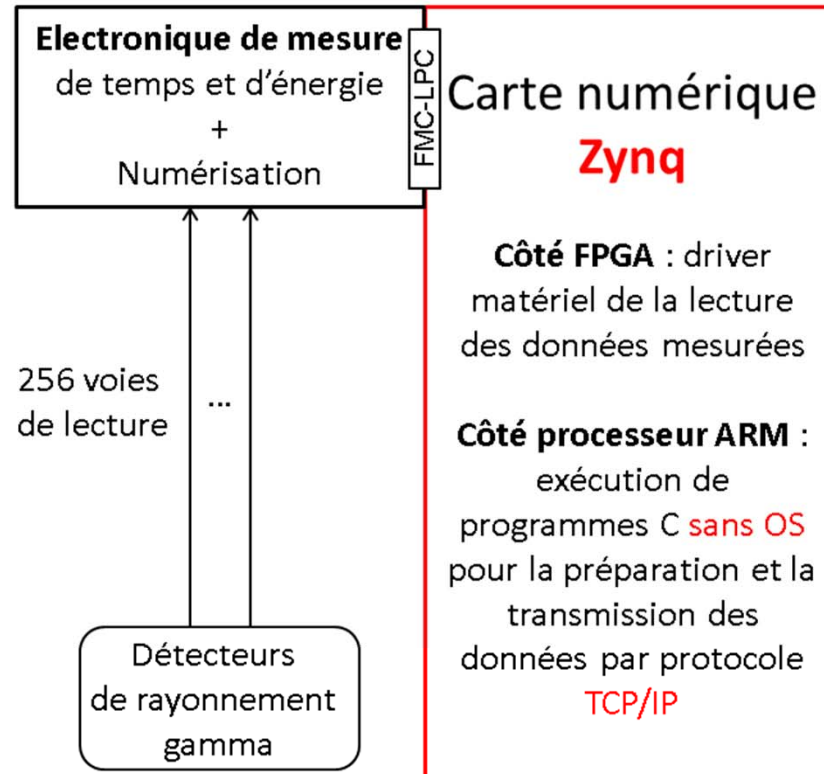 Electronique de mesure
de temps et d'énergie
+
Numérisation
FMC-LPC
Carte numérique
Zynq
Côté FPGA : driver
matériel de la lecture
des données mesurées
256 voies
de lecture
...
Côté processeur ARM :
exécution de
programmes C sans OS
pour la préparation et la
transmission des
données par protocole
TCP/IP
Détecteurs
de rayonnement
gamma